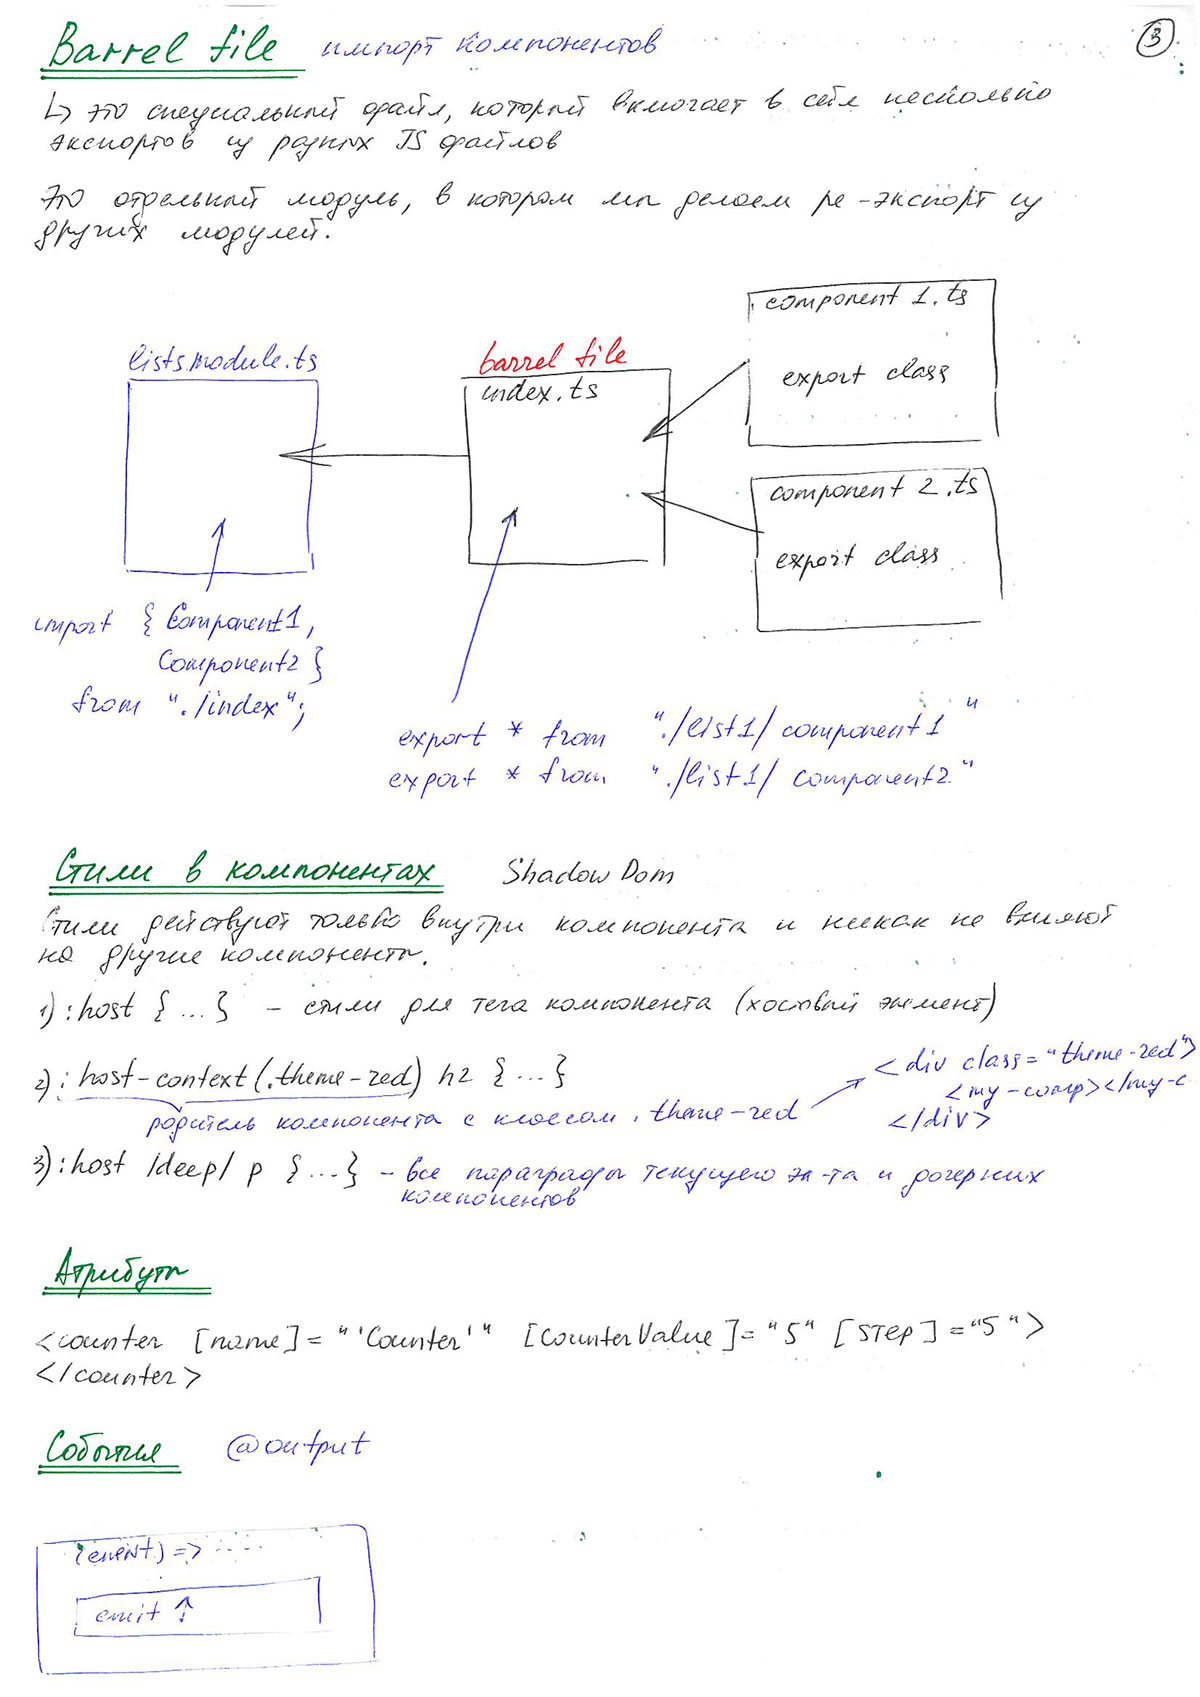 Barrel file импорт компонентов
3
↳ это специальный файл, который включает в себя несколько
экспортов из разных JS файлов
Это отдельный модуль, в котором мы делаем ре-экспорт из
других модулей.
component 1.ts
export class
lists.module.ts
barrel file
index.ts
component 2.ts
export class
import { Component1,
Component2 }
from "./index";
export * from "./list1/component1"
export * from "./list1/component2"
Стили в компонентах Shadow Dom
Стили действуют только внутри компонента и никак не влияют
на другие компоненты.
1) :host {...} - стили для тега компонента (хостовый элемент)
2) :host-context(.theme-red) h2 {...}
<div class="theme-red">
<my-comp></my-c
</div>
родитель компонента с классом .theme-red
3) :host /deep/ p {...} - все параграфы текущего эл-та и дочерних
компонентов
Атрибуты
<counter [name]="'Counter'" [CounterValue]="5" [STEP]="5">
</counter>
События @output
(event) => ....
emit ↑